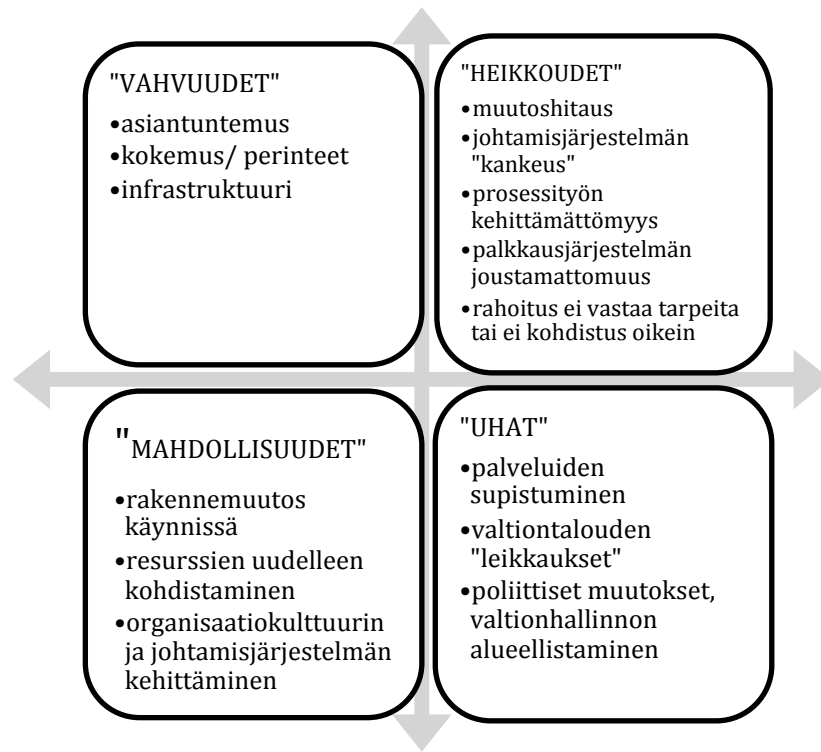 "VAHVUUDET"
•asiantuntemus
•kokemus/ perinteet
•infrastruktuuri
"HEIKKOUDET"
•muutoshitaus
•johtamisjärjestelmän
"kankeus"
•prosessityön
kehittämättömyys
•palkkausjärjestelmän
joustamattomuus
•rahoitus ei vastaa tarpeita
tai ei kohdistus oikein
"MAHDOLLISUUDET"
•rakennemuutos
käynnissä
•resurssien uudelleen
kohdistaminen
•organisaatiokulttuurin
ja johtamisjärjestelmän
kehittäminen
"UHAT"
•palveluiden
supistuminen
•valtiontalouden
"leikkaukset"
•poliittiset muutokset,
valtionhallinnon
alueellistaminen